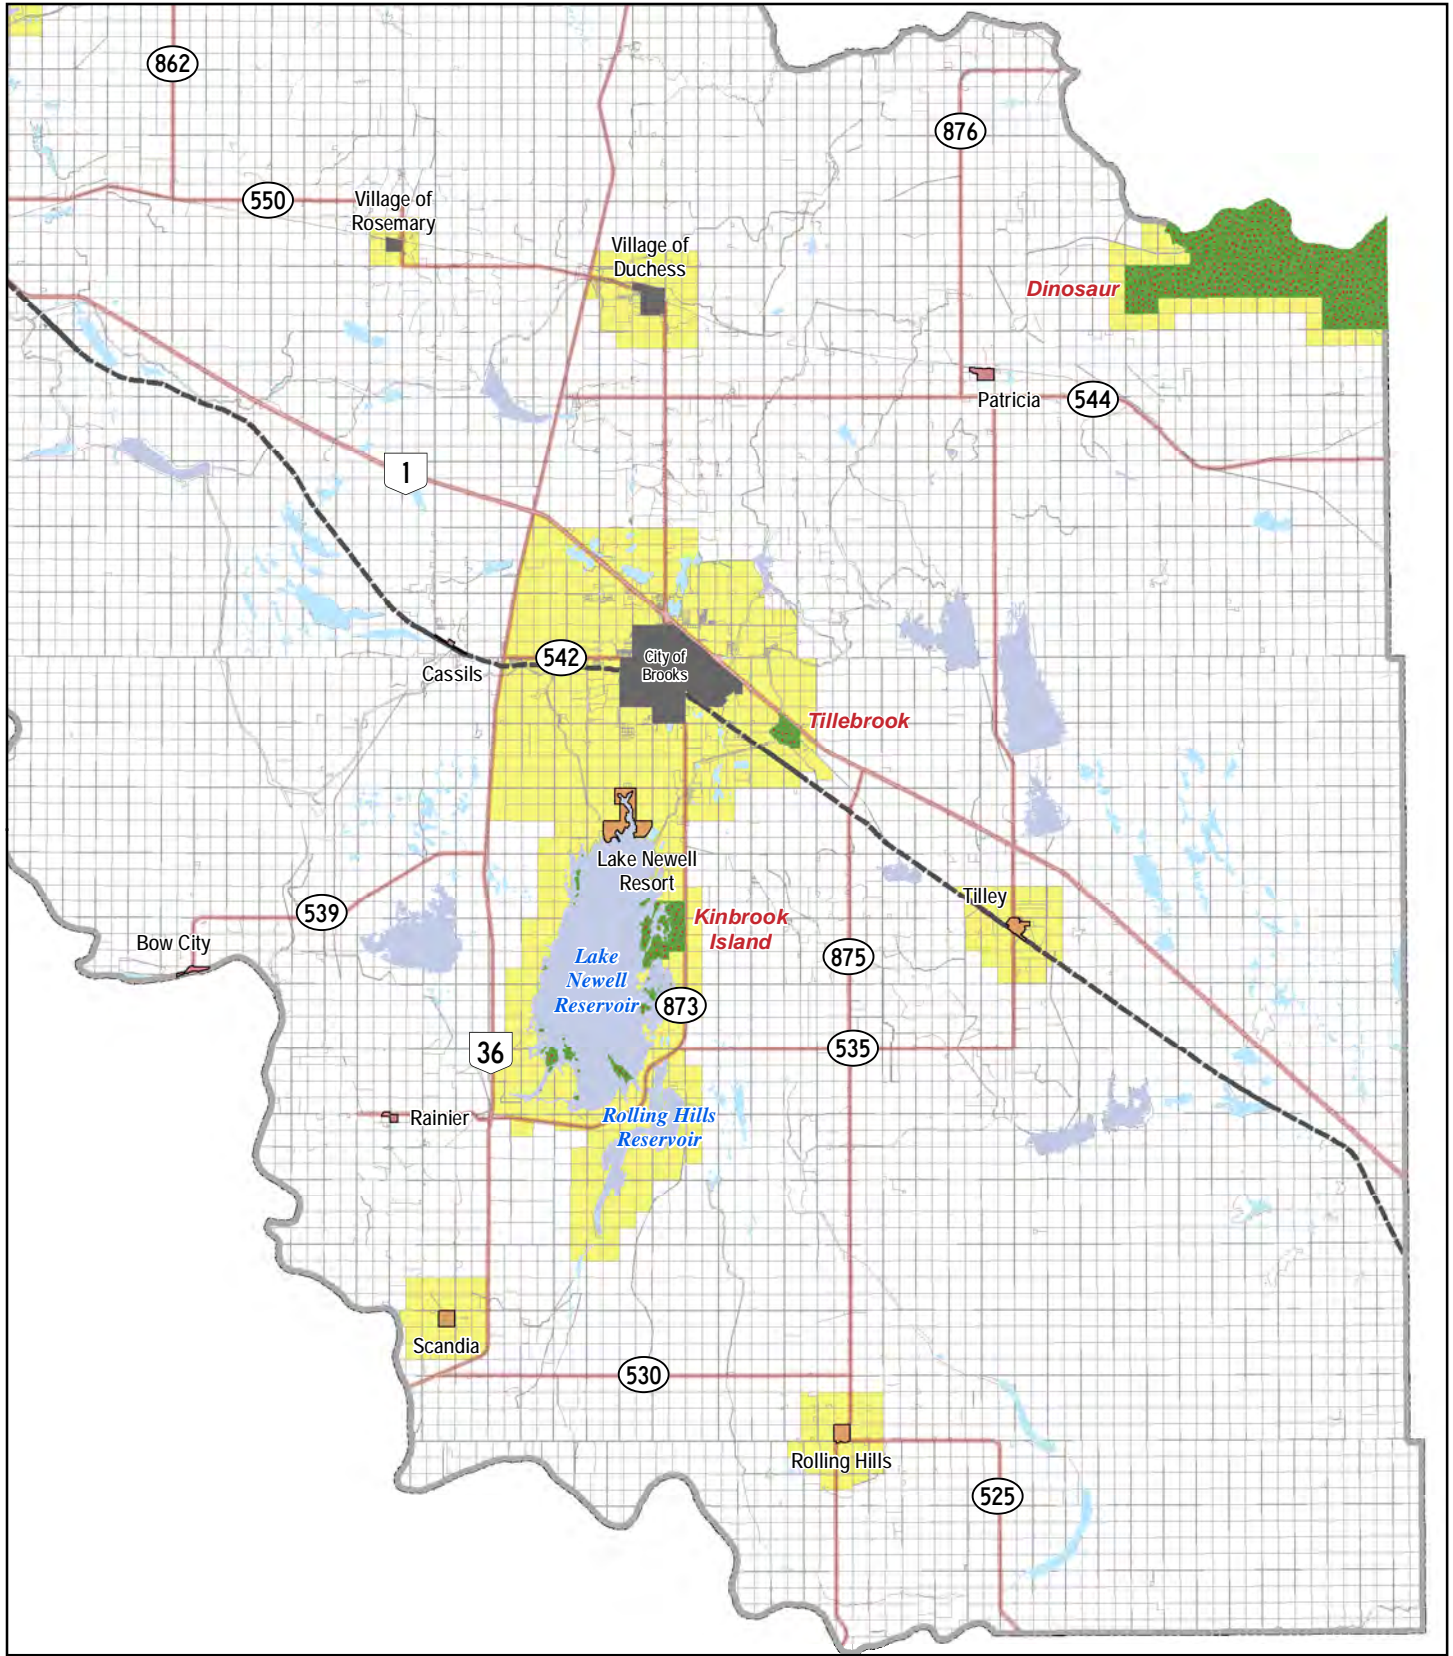 862
876
550
Village of
Rosemary
Village of
Duchess
Dinosaur
Patricia
544
1
542
City of
Brooks
Cassils
Tillebrook
Lake Newell
Resort
Tilley
539
Kinbrook
Island
Bow City
Lake
Newell
Reservoir
875
873
36
535
Rainier
Rolling Hills
Reservoir
Scandia
530
Rolling Hills
525